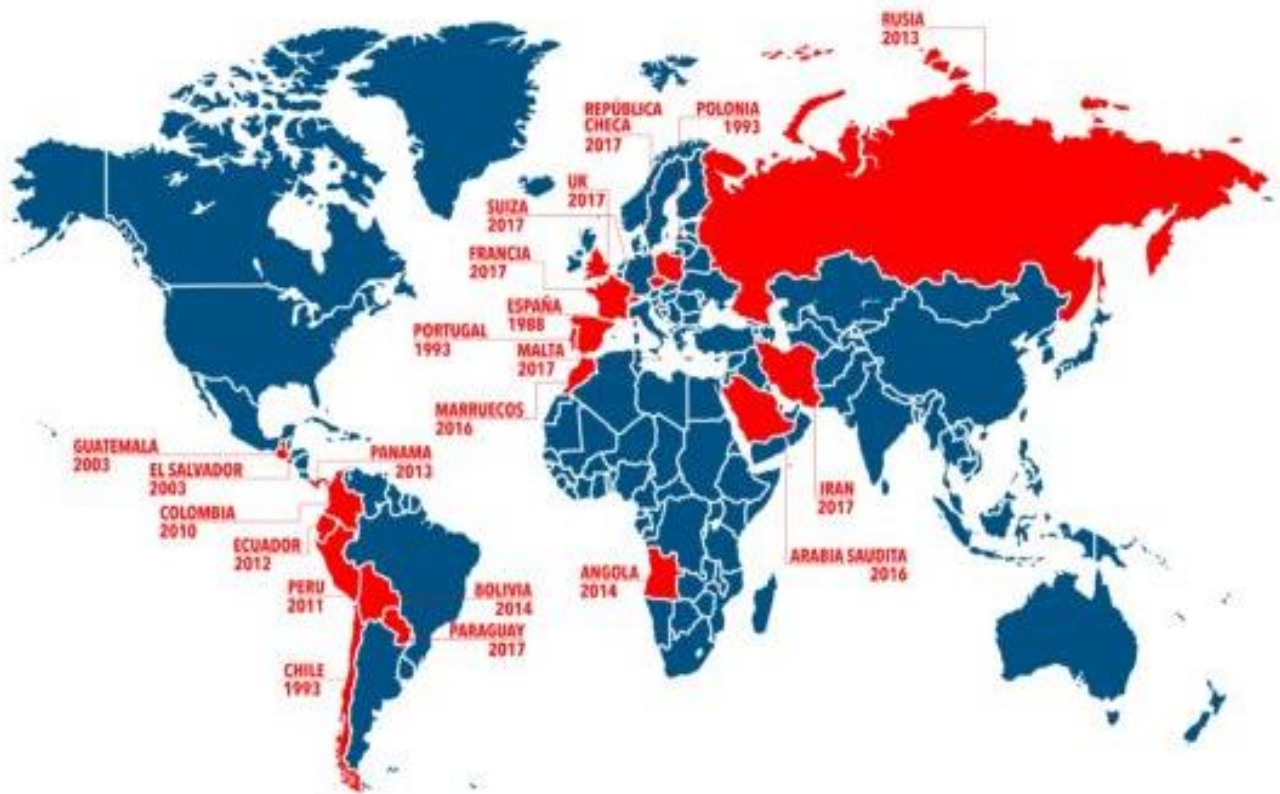 RUSIA
2013
REPÚBLICA
CHECA
2017
POLONIA
1993
UK
2017
SUIZA
2017
FRANCIA
2017
ESPAÑA
1988
PORTUGAL
1993
MALTA
2017
MARRUECOS
2016
GUATEMALA
2003
EL SALVADOR
2003
PANAMA
2013
COLOMBIA
2010
ECUADOR
2012
PERU
2011
BOLIVIA
2014
PARAGUAY
2017
CHILE
1993
ANGOLA
2014
IRAN
2017
ARABIA SAUDITA
2016